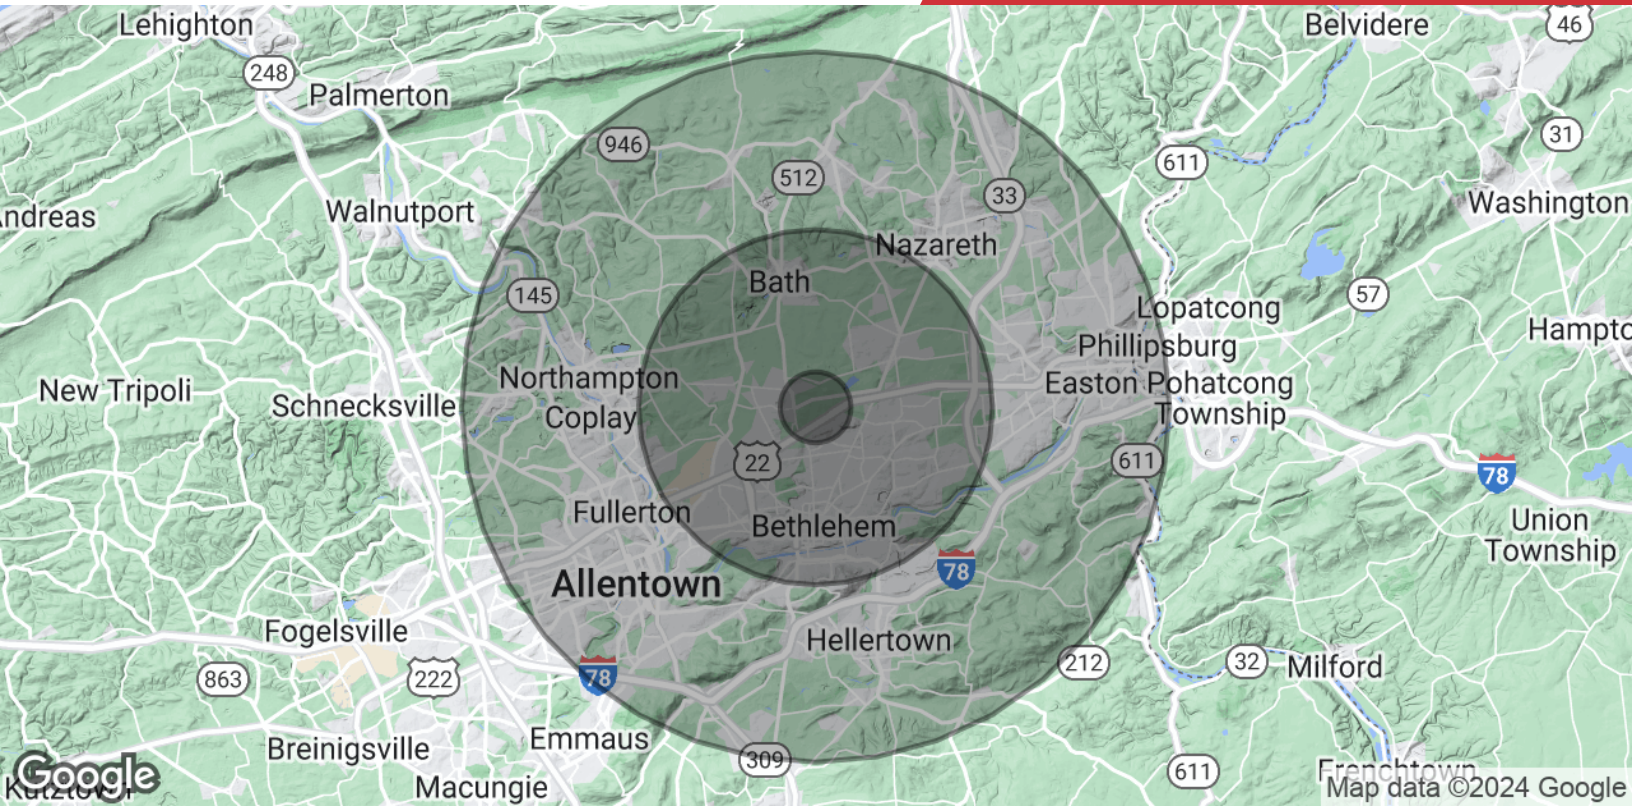 Lehighton
Belvidere
46
248
Palmerton
946
31
611
512
33
Andreas
Walnutport
Washington
Nazareth
Bath
145
57
Lopatcong
Hampto
Phillipsburg
Northampton
Easton
Pohatcong
Township
New Tripoli
Schnecksville
Coplay
22
611
78
Fullerton
Bethlehem
Union
Township
78
Allentown
Fogelsville
Hellertown
212
32
Milford
863
222
78
Emmaus
Breinigsville
309
611
Frenchtown
Google
Kutztown
Macungie
Map data ©2024 Google